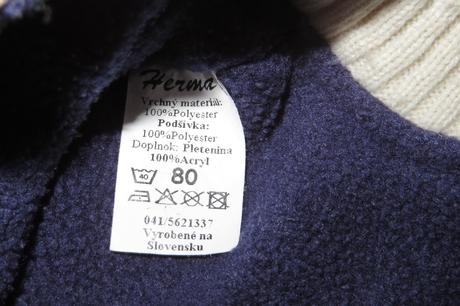 Herma
Vrchný materiál:
100%Polyester
Podšívka:
100%Polyester
Doplnok: Pletenina
100%Acryl
40 80
041/5621337
Vyrobené na
Slovensku